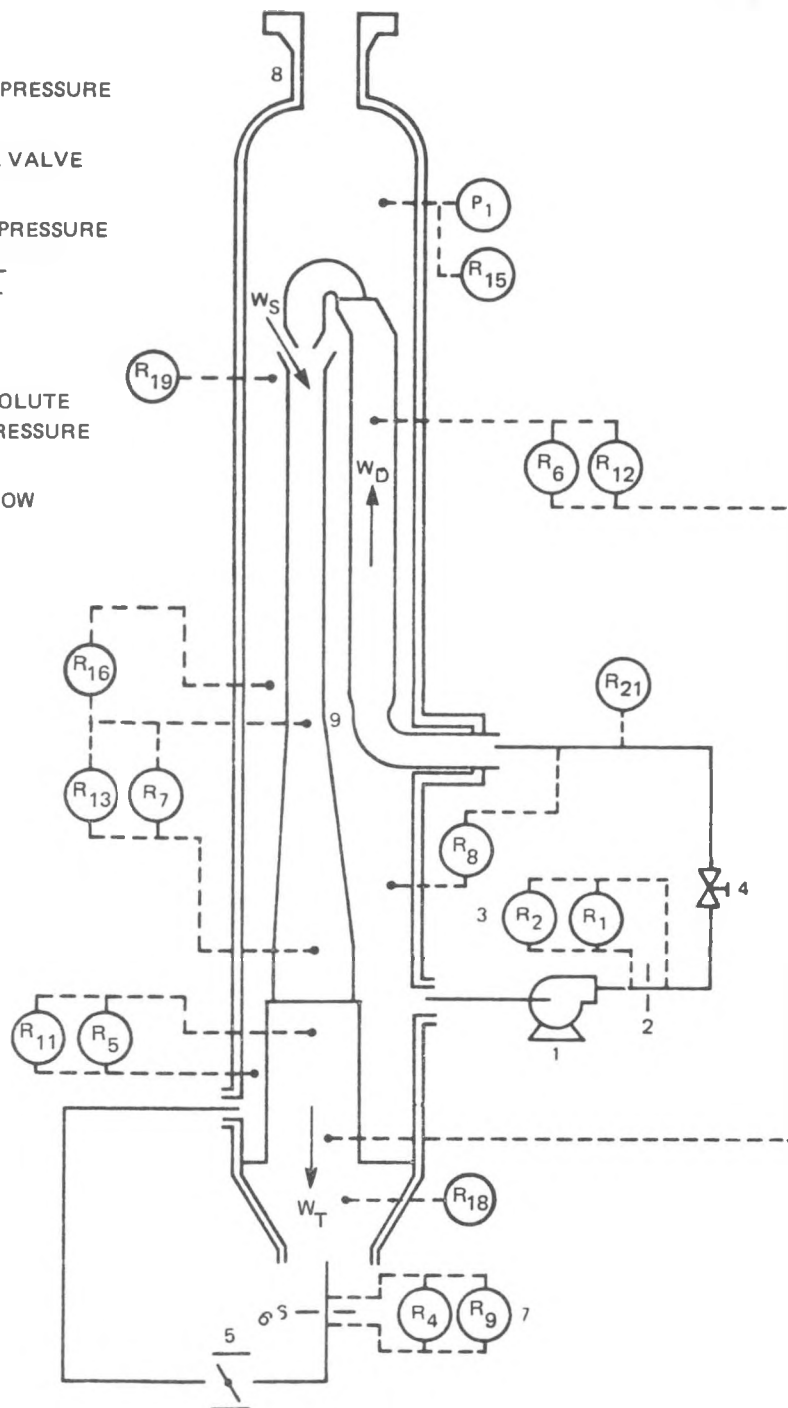 8
PRESSURE
VALVE
PRESSURE
P1
R15
WS
R19
OLUTE
RESSURE
R6 R12
WD
OW
R16
R21
9
R13 R7
R8
4
3 R2 R1
R11 R5
1 2
WT
R18
6 S
R4 R9 7
5